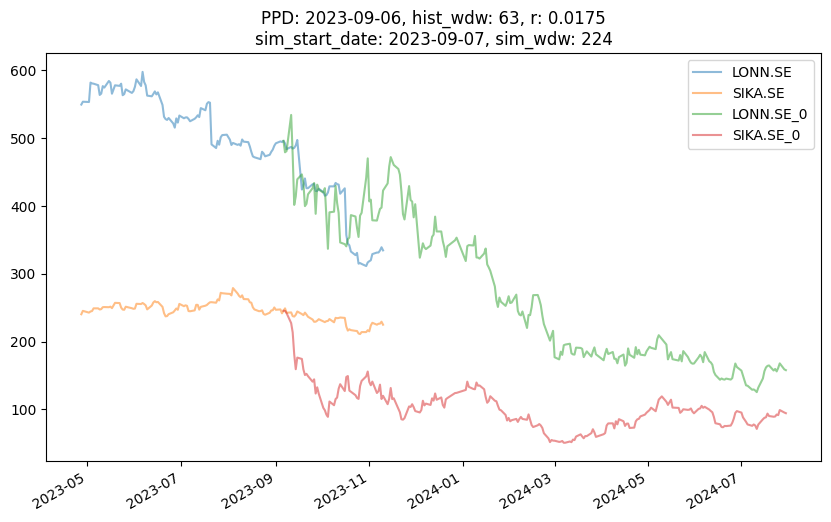 PPD: 2023-09-06, hist_wdw: 63, r: 0.0175
sim_start_date: 2023-09-07, sim_wdw: 224
LONN.SE
SIKA.SE
LONN.SE_0
SIKA.SE_0
600
500
400
300
200
100
2023-05
2023-07
2023-09
2023-11
2024-01
2024-03
2024-05
2024-07